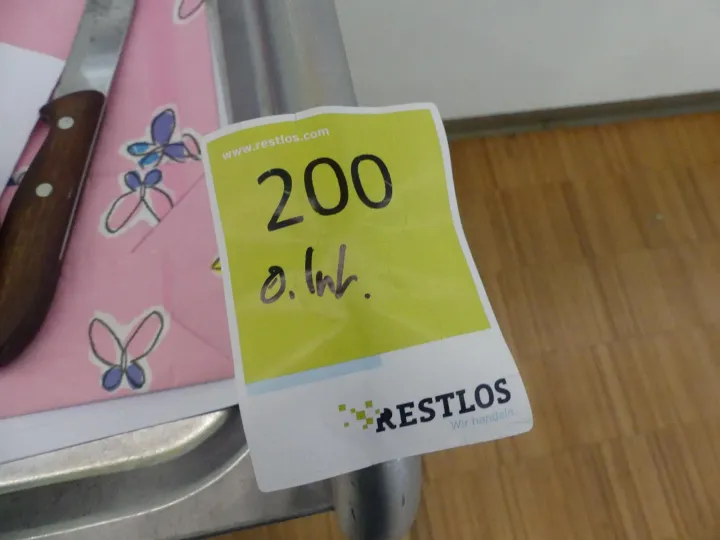 www.restlos.com
200
o. Inh.
RESTLOS
Wir handeln.